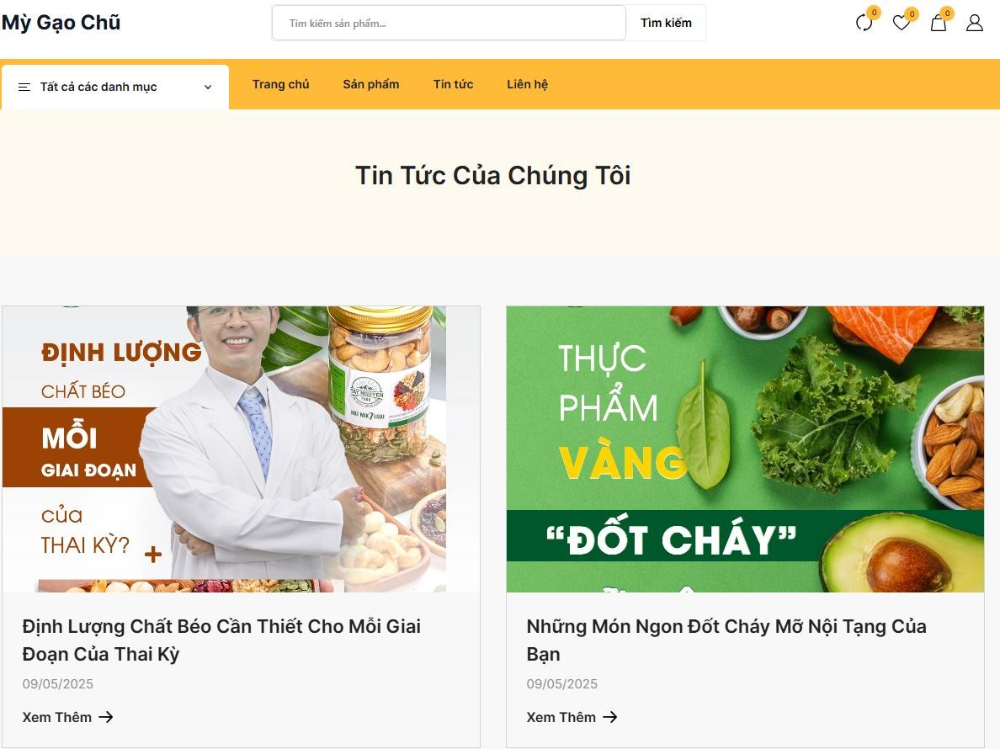 Mỳ Gạo Chũ
Tìm kiếm sản phẩm...
Tìm kiếm
0
0
0
Tất cả các danh mục
Trang chủ
Sản phẩm
Tin tức
Liên hệ
Tin Tức Của Chúng Tôi
ĐỊNH LƯỢNG
CHẤT BÉO
MỖI
GIAI ĐOẠN
của
THAI KỲ?
TÂY NGUYEN
FOOD
HẠT MIX 7 LOẠI
THỰC
PHẨM
VÀNG
“ĐỐT CHÁY”
Định Lượng Chất Béo Cần Thiết Cho Mỗi Giai
Đoạn Của Thai Kỳ
09/05/2025
Xem Thêm
Những Món Ngon Đốt Cháy Mỡ Nội Tạng Của
Bạn
09/05/2025
Xem Thêm